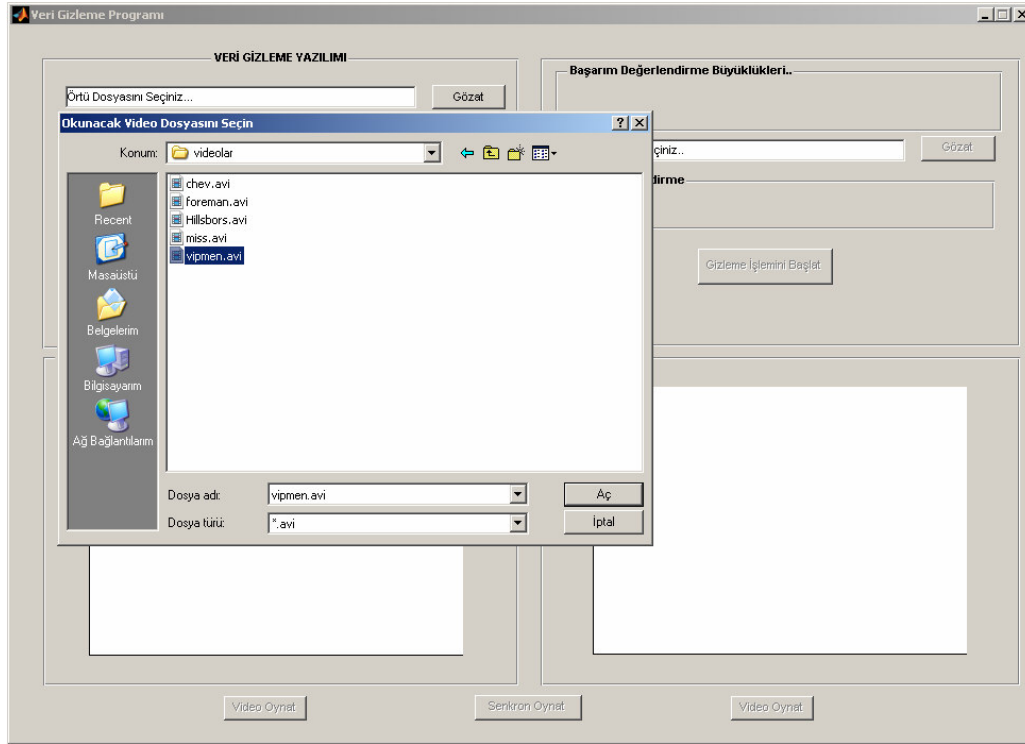 Veri Gizleme Programı
VERİ GİZLEME YAZILIMI
Örtü Dosyasını Seçiniz...
Gözat
Başarım Değerlendirme Büyüklükleri..
Okunacak Video Dosyasını Seçin
Konum:
videolar
chev.avi
foreman.avi
Hillsbors.avi
miss.avi
vipmen.avi
Recent
Masaüstü
Belgelerim
Bilgisayarım
Ağ Bağlantılarım
Dosya adı:
vipmen.avi
Aç
Dosya türü:
*.avi
İptal
çiniz..
Gözat
dirme
Gizleme İşlemini Başlat
Video Oynat
Senkron Oynat
Video Oynat